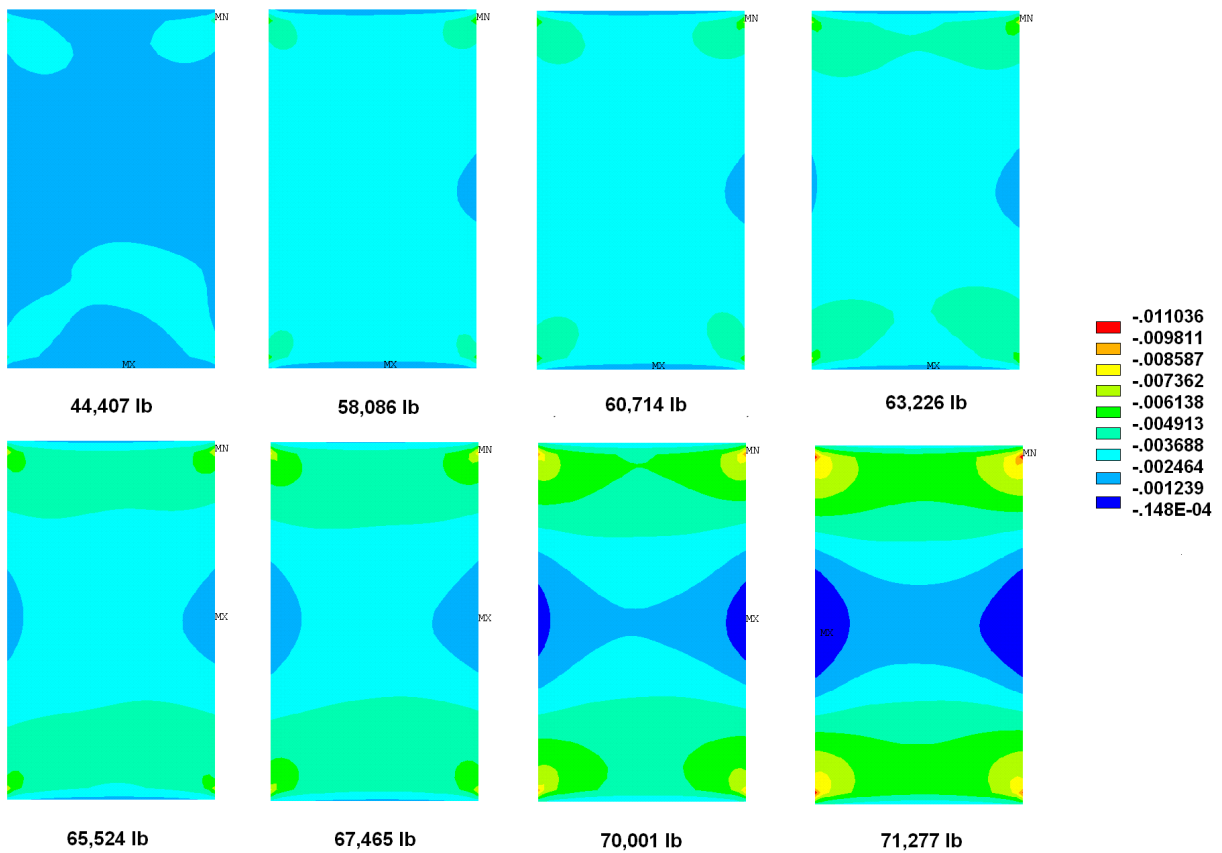 MN
MN
MN
MN
MX
MX
MX
MX
44,407 lb
58,086 lb
60,714 lb
63,226 lb
-.011036
-.009811
-.008587
-.007362
-.006138
-.004913
-.003688
-.002464
-.001239
-.148E-04
MN
MN
MN
MN
MX
MX
MX
MX
65,524 lb
67,465 lb
70,001 lb
71,277 lb